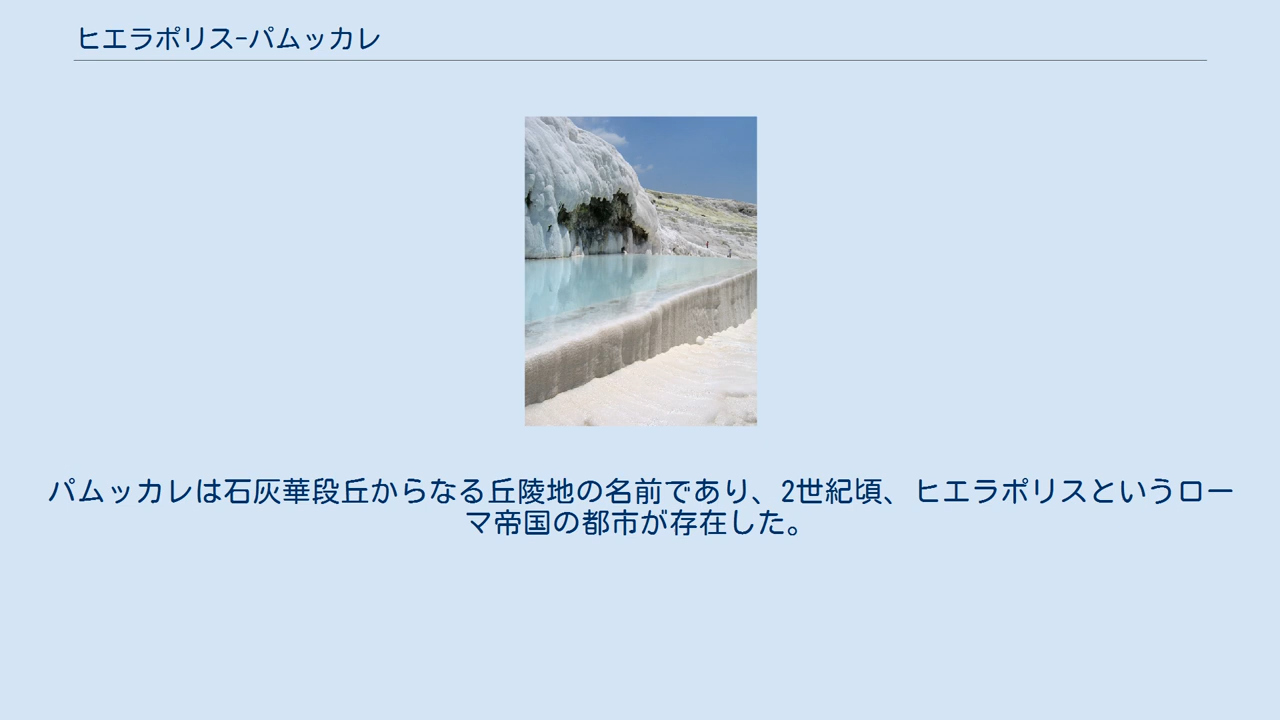 ヒエラポリス-パムッカレ
パムッカレは石灰華段丘からなる丘陵地の名前であり、2世紀頃、ヒエラポリスというロー
マ帝国の都市が存在した。